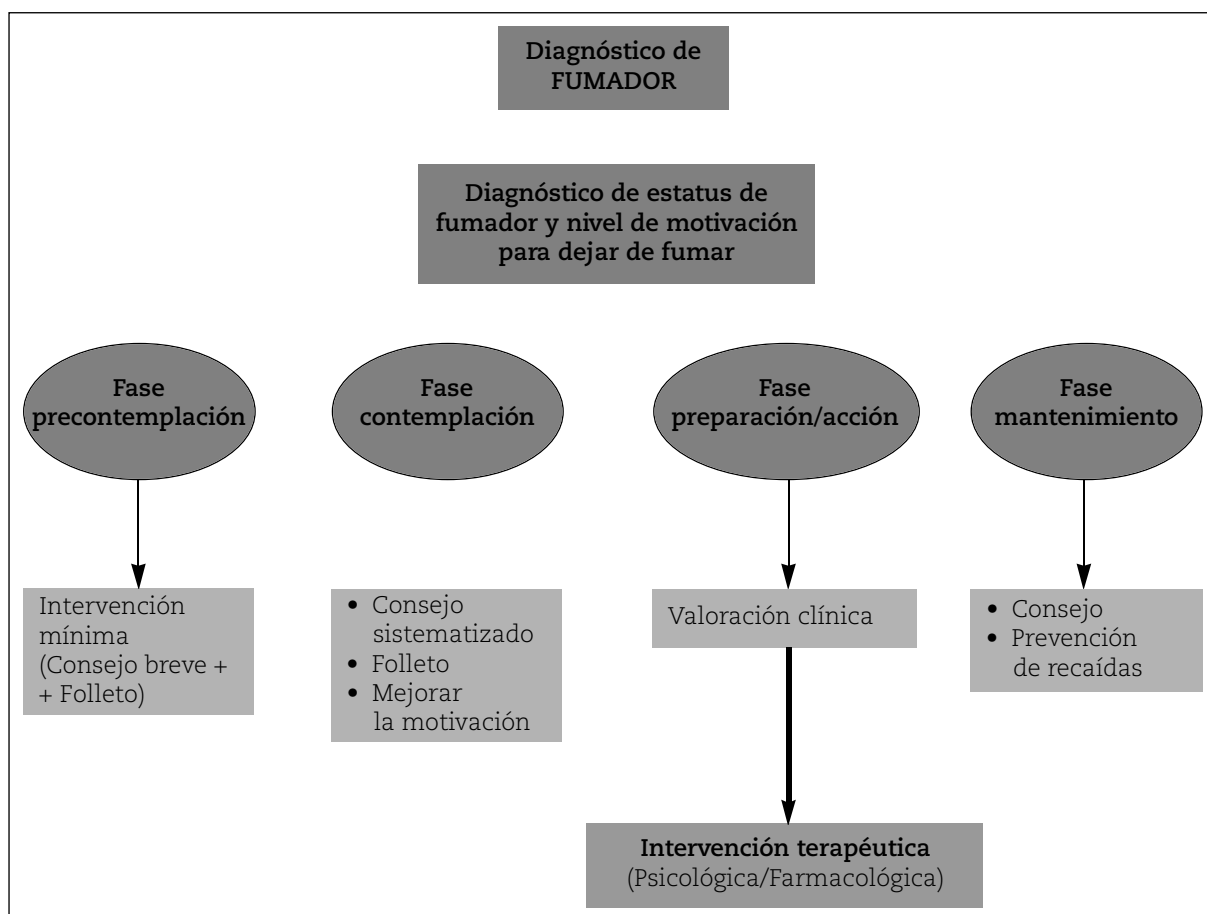 Diagnóstico de
FUMADOR
Diagnóstico de estatus de
fumador y nivel de motivación
para dejar de fumar
Fase
precontemplación
Fase
contemplación
Fase
preparación/acción
Fase
mantenimiento
Intervención
mínima
(Consejo breve +
+ Folleto)
• Consejo
sistematizado
• Folleto
• Mejorar
la motivación
Valoración clínica
• Consejo
• Prevención
de recaídas
Intervención terapéutica
(Psicológica/Farmacológica)